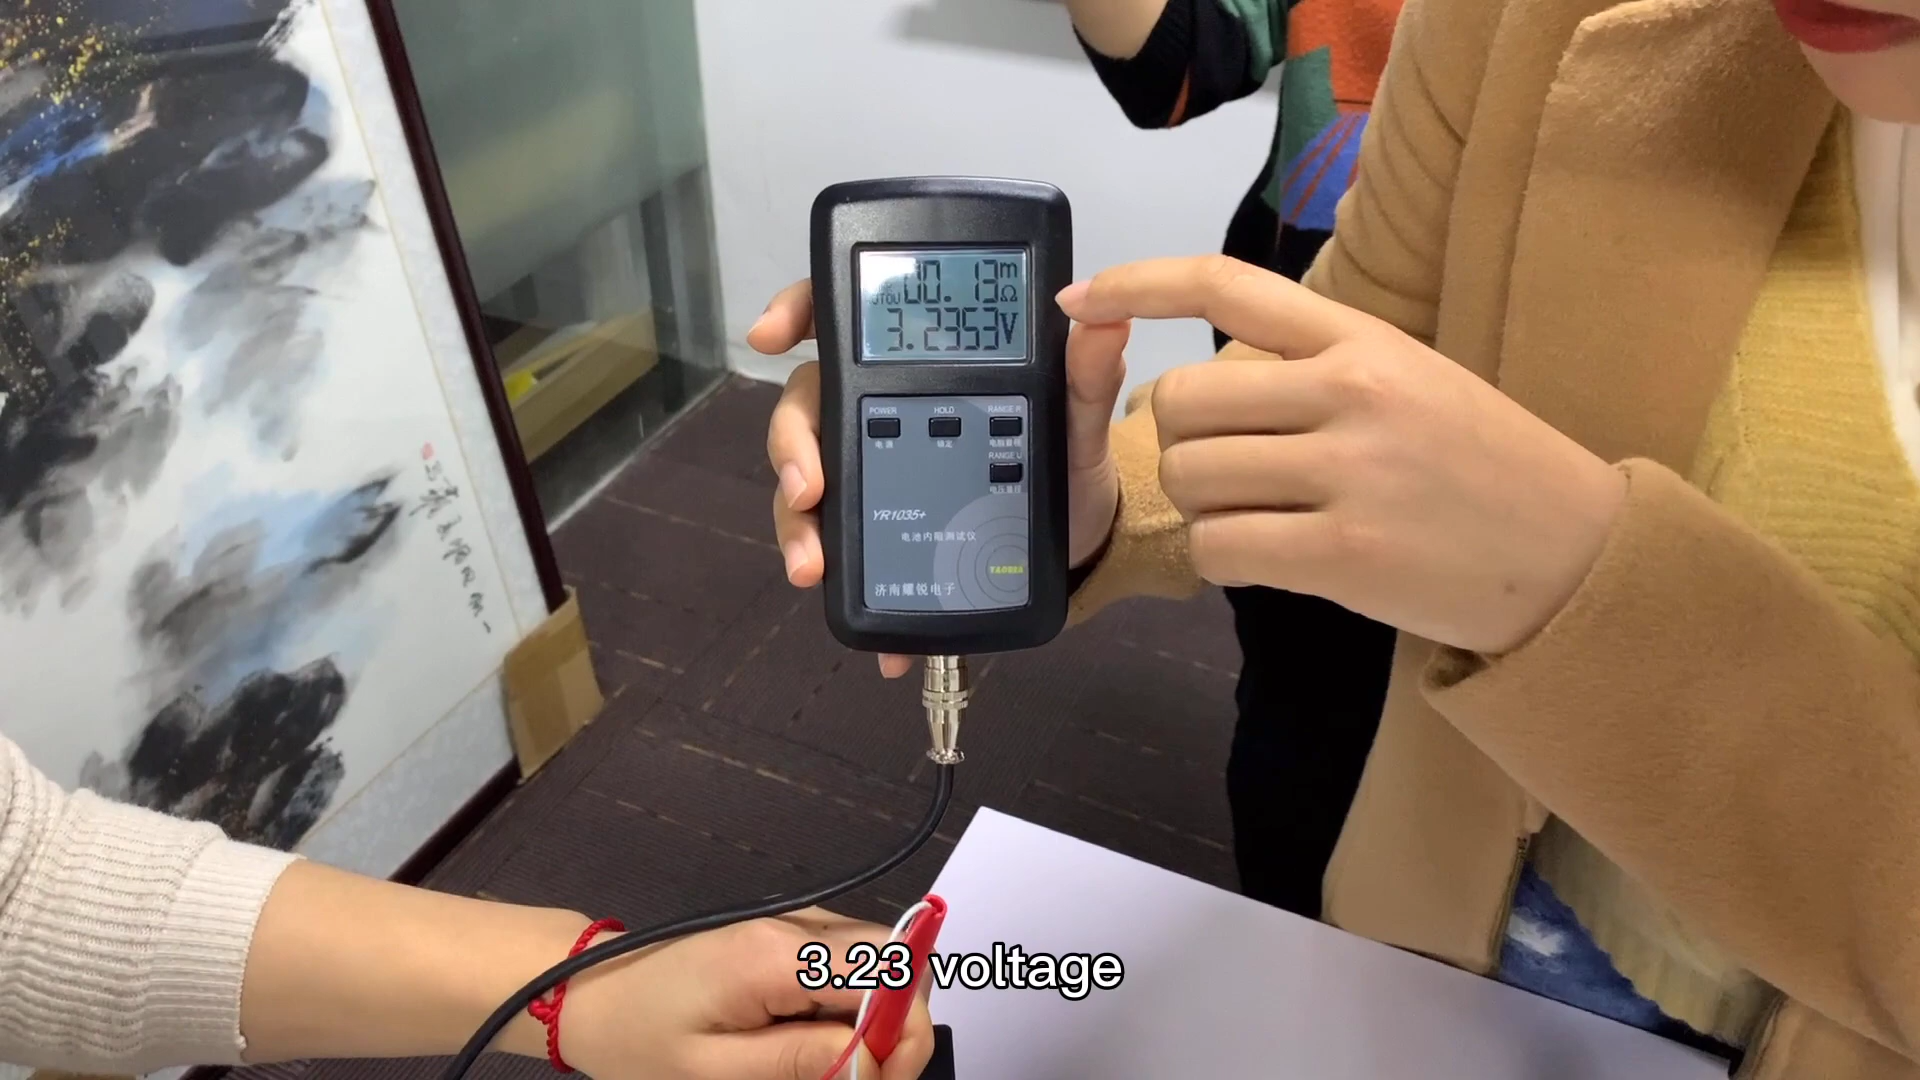 00.13mΩ
3.2353V
POWER HOLD RANGE R
电源 锁定 电阻量程
RANGE U
电压量程
YR1035+
电池内阻测试仪
济南耀锐电子
3.23 voltage